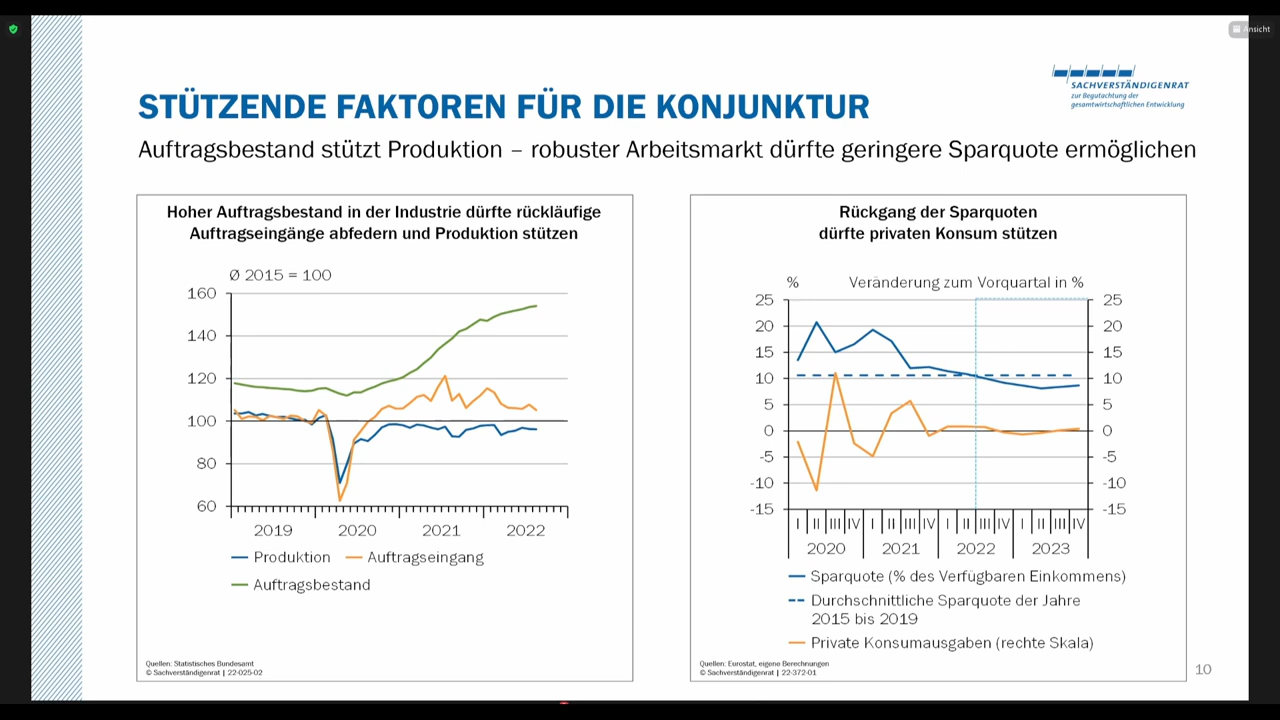 Ansicht
SACHVERSTÄNDIGENRAT
zur Begutachtung der
gesamtwirtschaftlichen Entwicklung
STÜTZENDE FAKTOREN FÜR DIE KONJUNKTUR
Auftragsbestand stützt Produktion – robuster Arbeitsmarkt dürfte geringere Sparquote ermöglichen
Hoher Auftragsbestand in der Industrie dürfte rückläufige
Auftragseingänge abfedern und Produktion stützen
Ø 2015 = 100
160
140
120
100
80
60
2019 2020 2021 2022
Produktion Auftragseingang
Auftragsbestand
Quellen: Statistisches Bundesamt
© Sachverständigenrat | 22-025-02
Rückgang der Sparquoten
dürfte privaten Konsum stützen
% Veränderung zum Vorquartal in %
25 25
20 20
15 15
10 10
5 5
0 0
-5 -5
-10 -10
-15 -15
I II III IV I II III IV I II III IV I II III IV
2020 2021 2022 2023
Sparquote (% des Verfügbaren Einkommens)
Durchschnittliche Sparquote der Jahre
2015 bis 2019
Private Konsumausgaben (rechte Skala)
Quellen: Eurostat, eigene Berechnungen
© Sachverständigenrat | 22-372-01
10